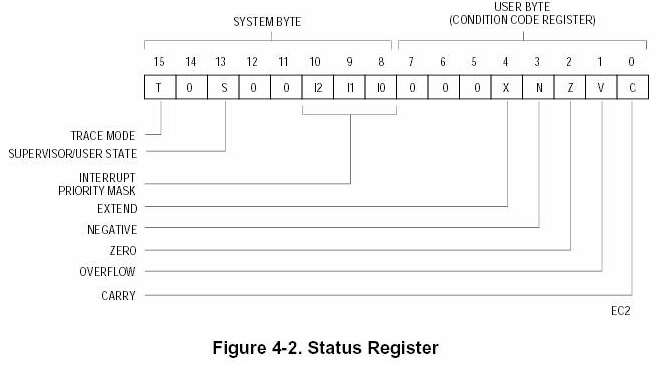 USER BYTE
SYSTEM BYTE (CONDITION CODE REGISTER)
15 14 13 12 11 10 9 8 7 6 5 4 3 2 1 0
T 0 S 0 0 I2 I1 I0 0 0 0 X N Z V C
TRACE MODE
SUPERVISOR/USER STATE
INTERRUPT
PRIORITY MASK
EXTEND
NEGATIVE
ZERO
OVERFLOW
CARRY
EC2
Figure 4-2. Status Register